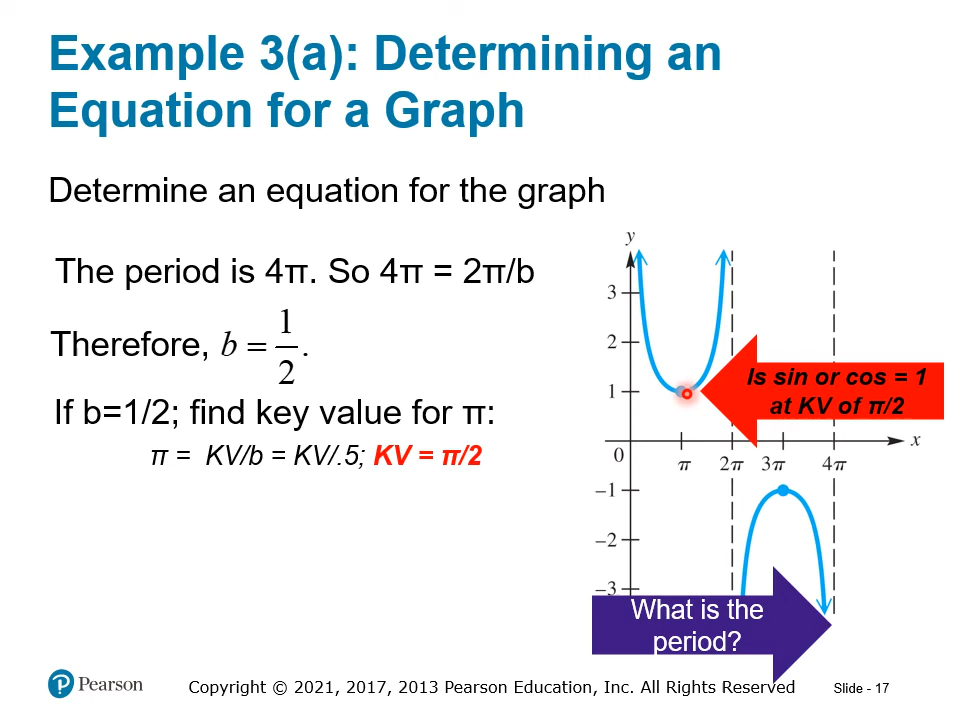 Example 3(a): Determining an
Equation for a Graph
Determine an equation for the graph
The period is 4π. So 4π = 2π/b
Therefore, b = 1/2.
If b=1/2; find key value for π:
π = KV/b = KV/.5; KV = π/2
y
3
2
1
Is sin or cos = 1
at KV of π/2
x
0
π 2π 3π 4π
−1
−2
−3
What is the
period?
Pearson
Copyright © 2021, 2017, 2013 Pearson Education, Inc. All Rights Reserved
Slide - 17